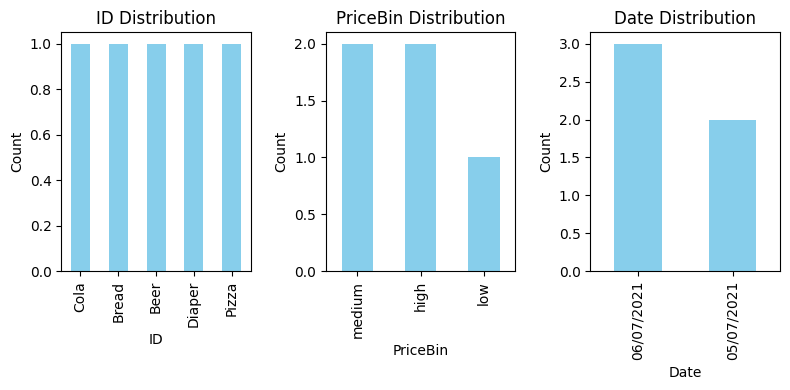 ID Distribution
1.0
0.8
0.6
0.4
0.2
0.0
Count
Cola
Bread
Beer
Diaper
Pizza
ID
PriceBin Distribution
2.0
1.5
1.0
0.5
0.0
Count
medium
high
low
PriceBin
Date Distribution
3.0
2.5
2.0
1.5
1.0
0.5
0.0
Count
06/07/2021
05/07/2021
Date